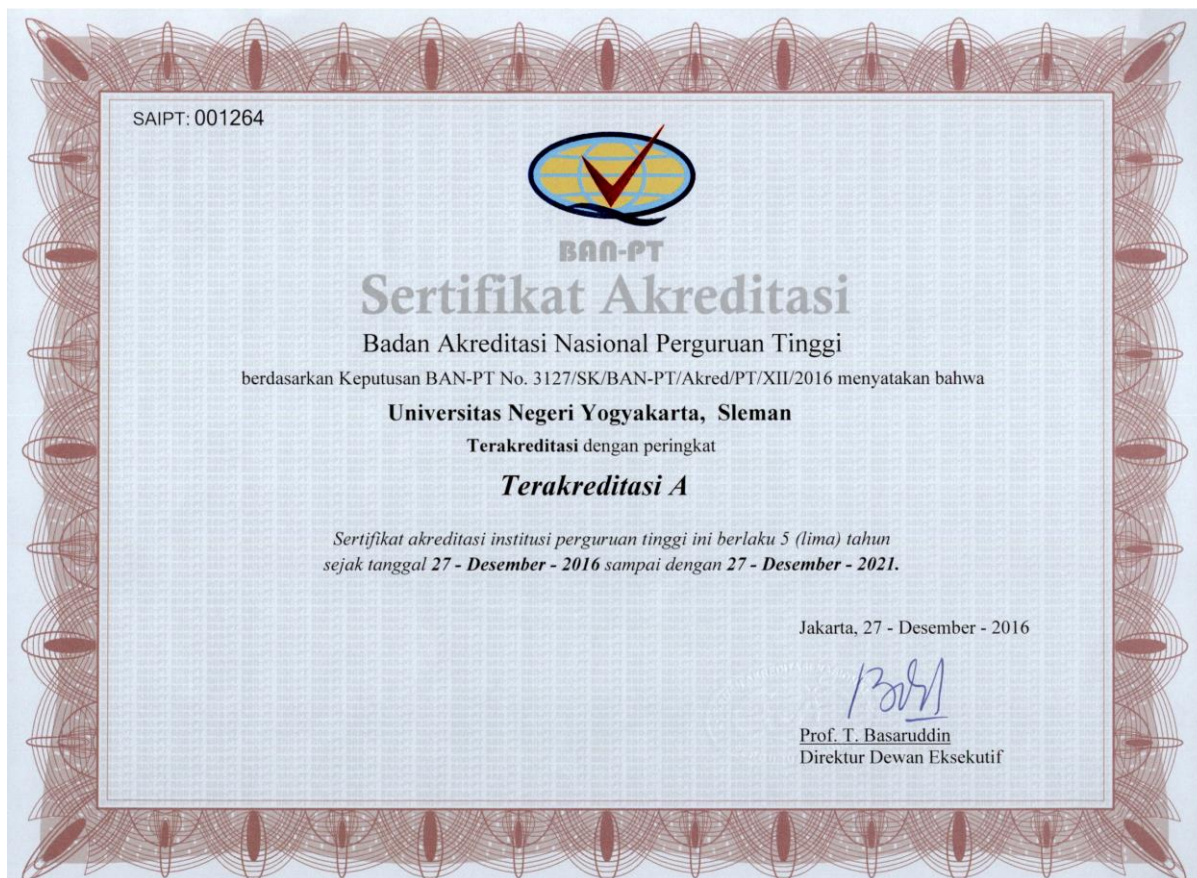 SAIPT: 001264
BAN-PT
Sertifikat Akreditasi
Badan Akreditasi Nasional Perguruan Tinggi
berdasarkan Keputusan BAN-PT No. 3127/SK/BAN-PT/Akred/PT/XII/2016 menyatakan bahwa
Universitas Negeri Yogyakarta, Sleman
Terakreditasi dengan peringkat
Terakreditasi A
Sertifikat akreditasi institusi perguruan tinggi ini berlaku 5 (lima) tahun
sejak tanggal 27 - Desember - 2016 sampai dengan 27 - Desember - 2021.
Jakarta, 27 - Desember - 2016
Prof. T. Basaruddin
Direktur Dewan Eksekutif